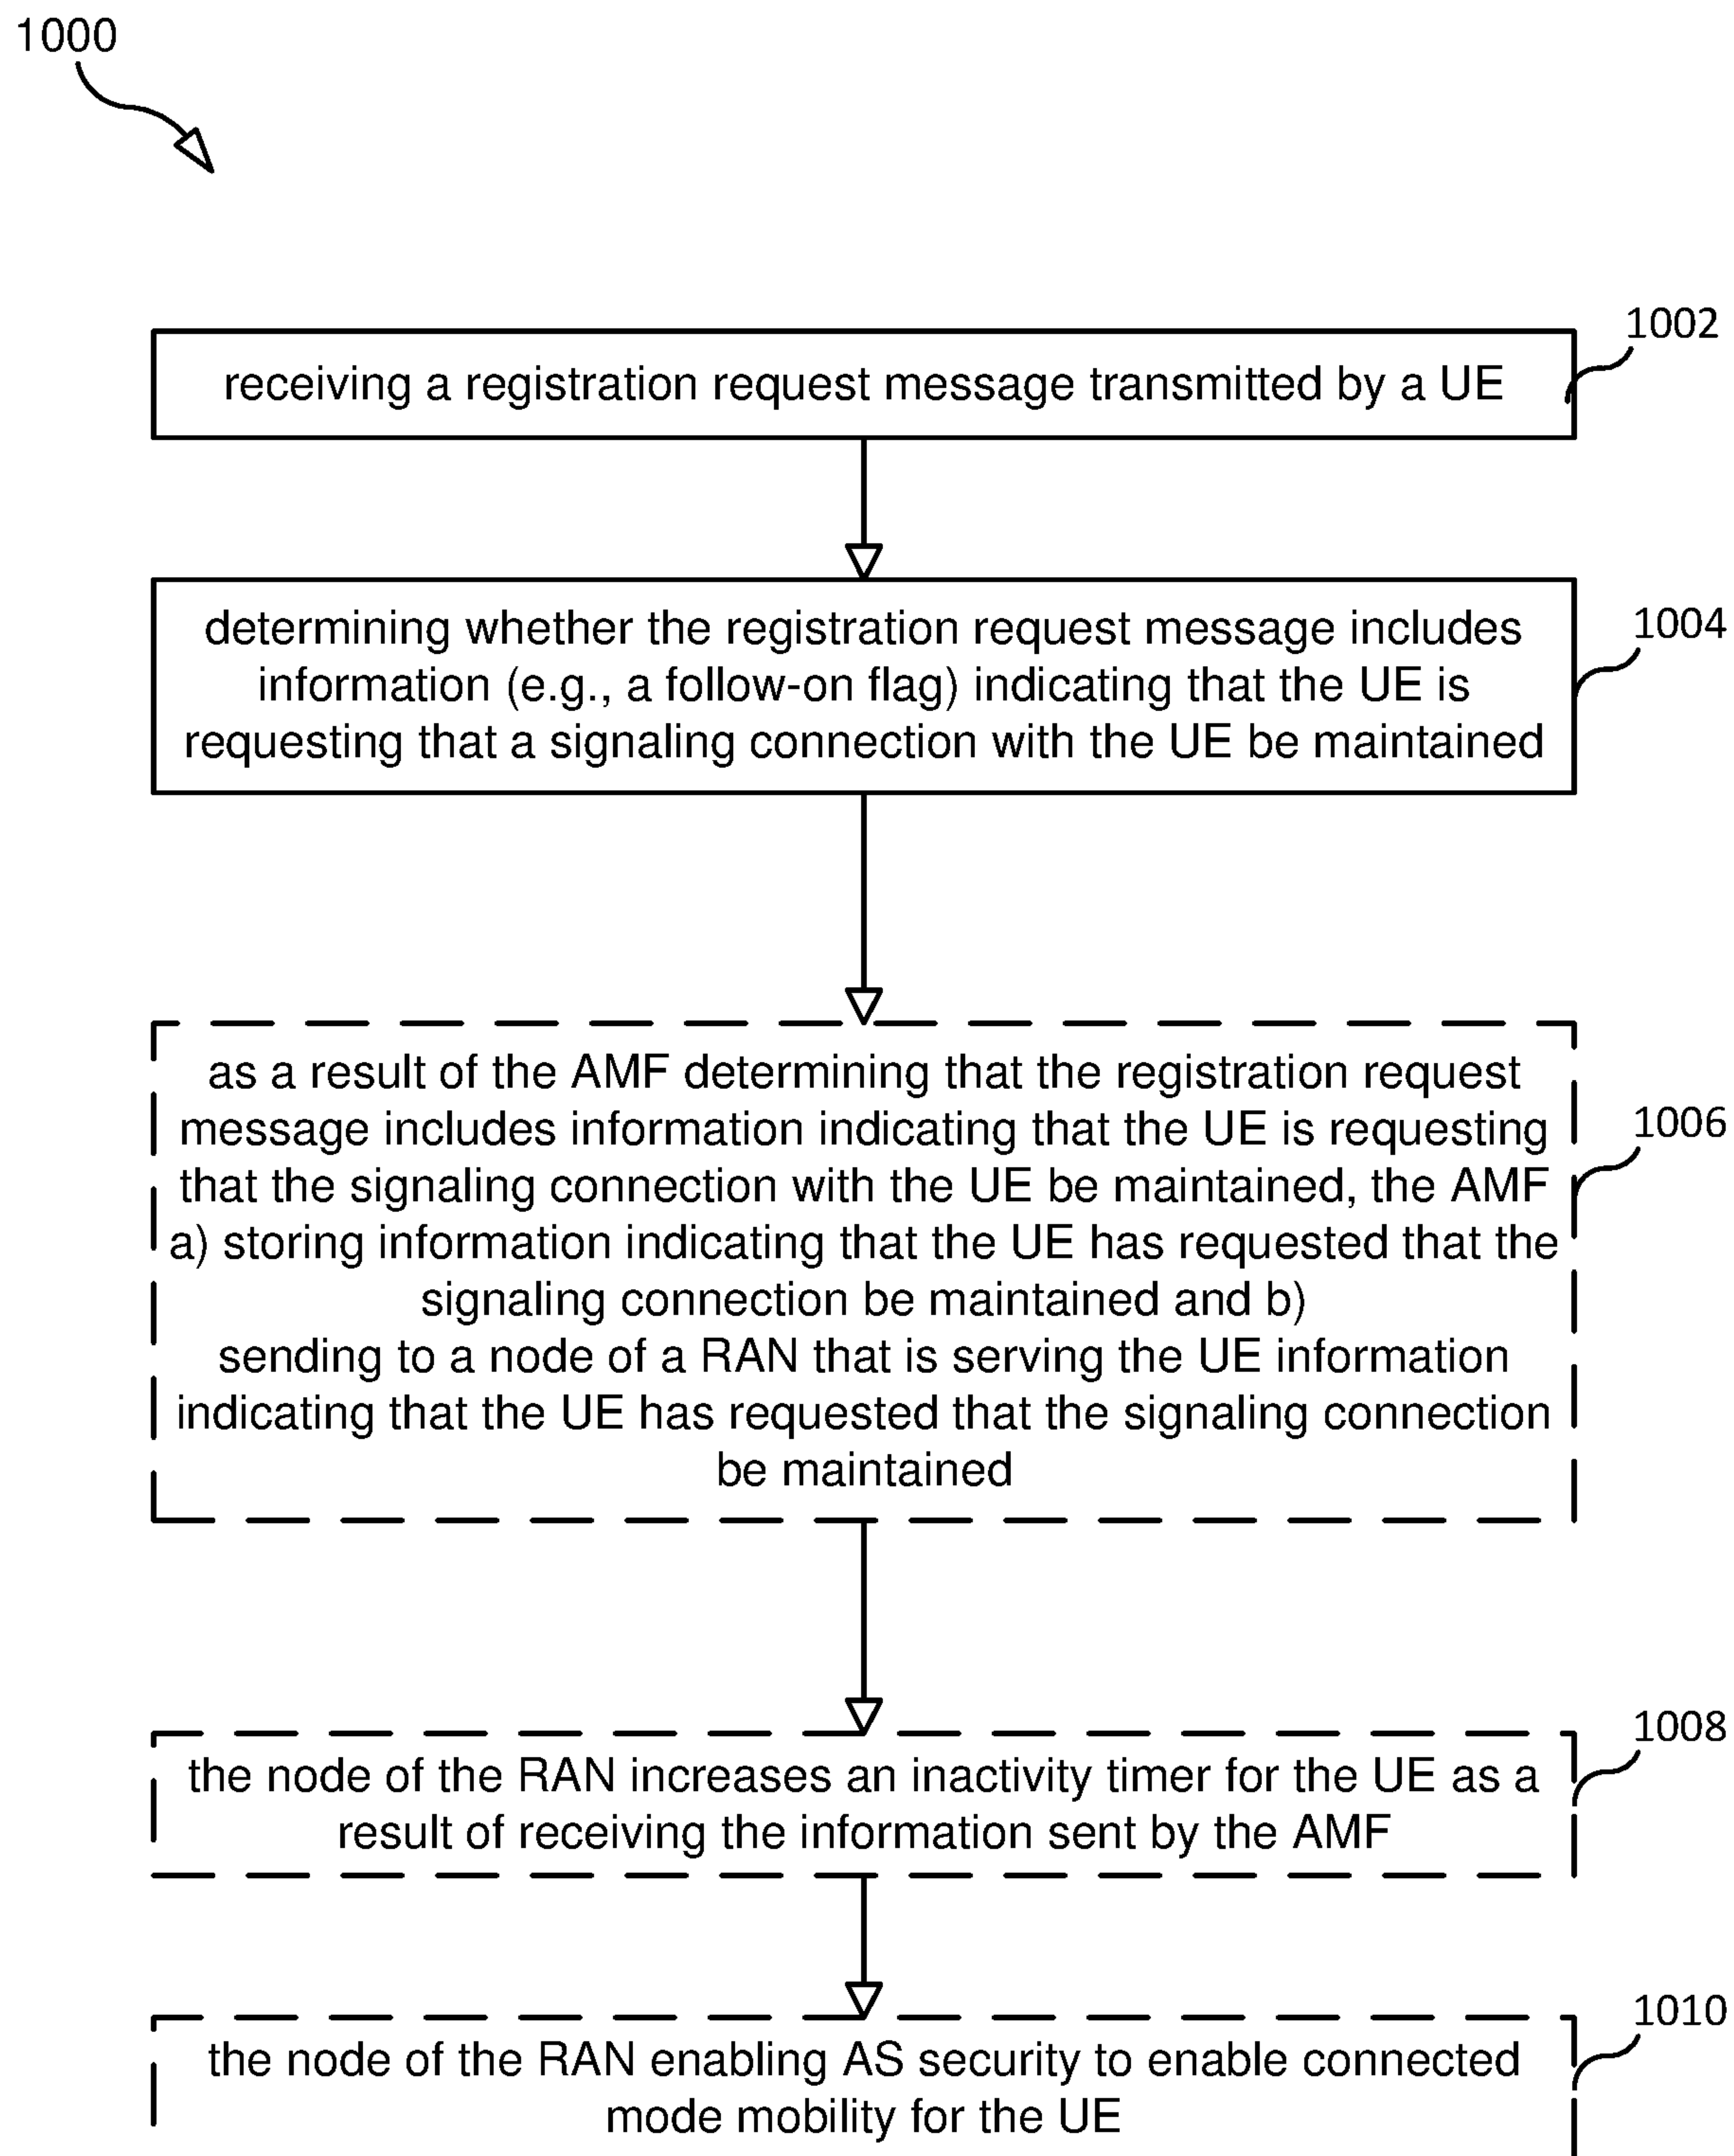 1000
1002
receiving a registration request message transmitted by a UE
1004
determining whether the registration request message includes
information (e.g., a follow-on flag) indicating that the UE is
requesting that a signaling connection with the UE be maintained
1006
as a result of the AMF determining that the registration request
message includes information indicating that the UE is requesting
that the signaling connection with the UE be maintained, the AMF
a) storing information indicating that the UE has requested that the
signaling connection be maintained and b)
sending to a node of a RAN that is serving the UE information
indicating that the UE has requested that the signaling connection
be maintained
1008
the node of the RAN increases an inactivity timer for the UE as a
result of receiving the information sent by the AMF
1010
the node of the RAN enabling AS security to enable connected
mode mobility for the UE